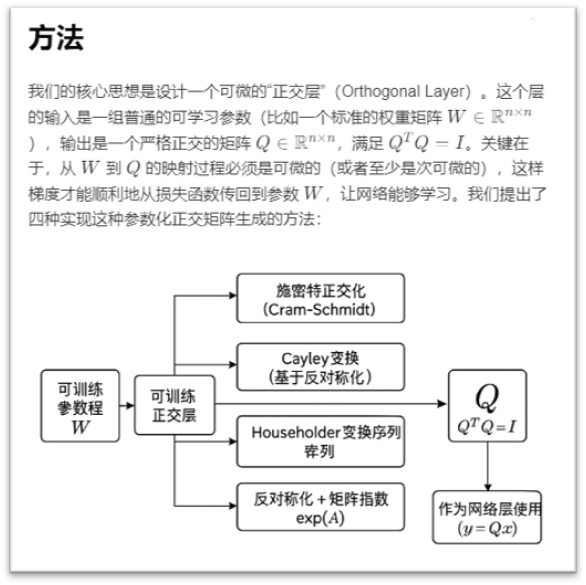 方法
我们的核心思想是设计一个可微的“正交层”（Orthogonal Layer）。这个层
的输入是一组普通的可学习参数（比如一个标准的权重矩阵 W ∈ ℝⁿˣⁿ
），输出是一个严格正交的矩阵 Q ∈ ℝⁿˣⁿ，满足 QᵀQ = I。关键在
于，从 W 到 Q 的映射过程必须是可微的（或者至少是次可微的），这样
梯度才能顺利地从损失函数传回到参数 W，让网络能够学习。我们提出了
四种实现这种参数化正交矩阵生成的方法：
施密特正交化
(Cram-Schmidt)
Cayley变换
(基于反对称化)
可训练
参数程
W
可训练
正交层
Q
QᵀQ=I
Householder变换序列
反对称化+矩阵指数
exp(A)
作为网络层使用
(y=Qx)